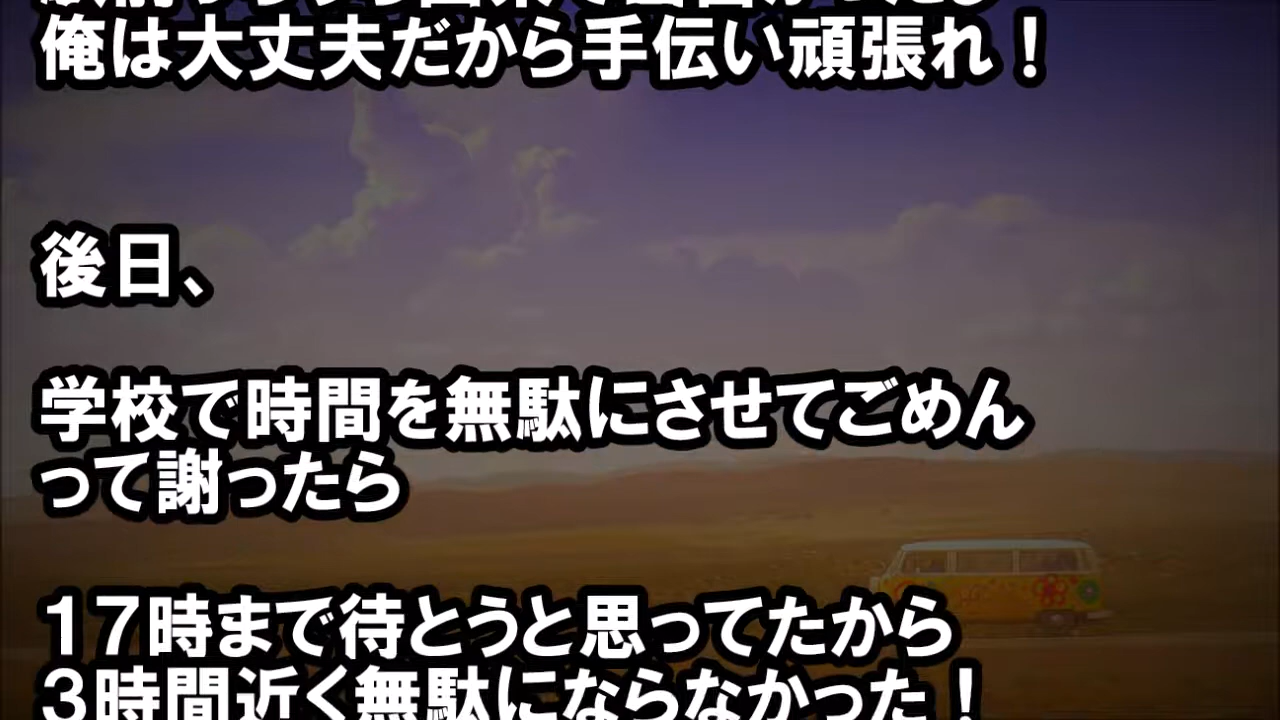 俺は大丈夫だから手伝い頑張れ！
後日、
学校で時間を無駄にさせてごめん
って謝ったら
１７時まで待とうと思ってたから
３時間近く無駄にならなかった！